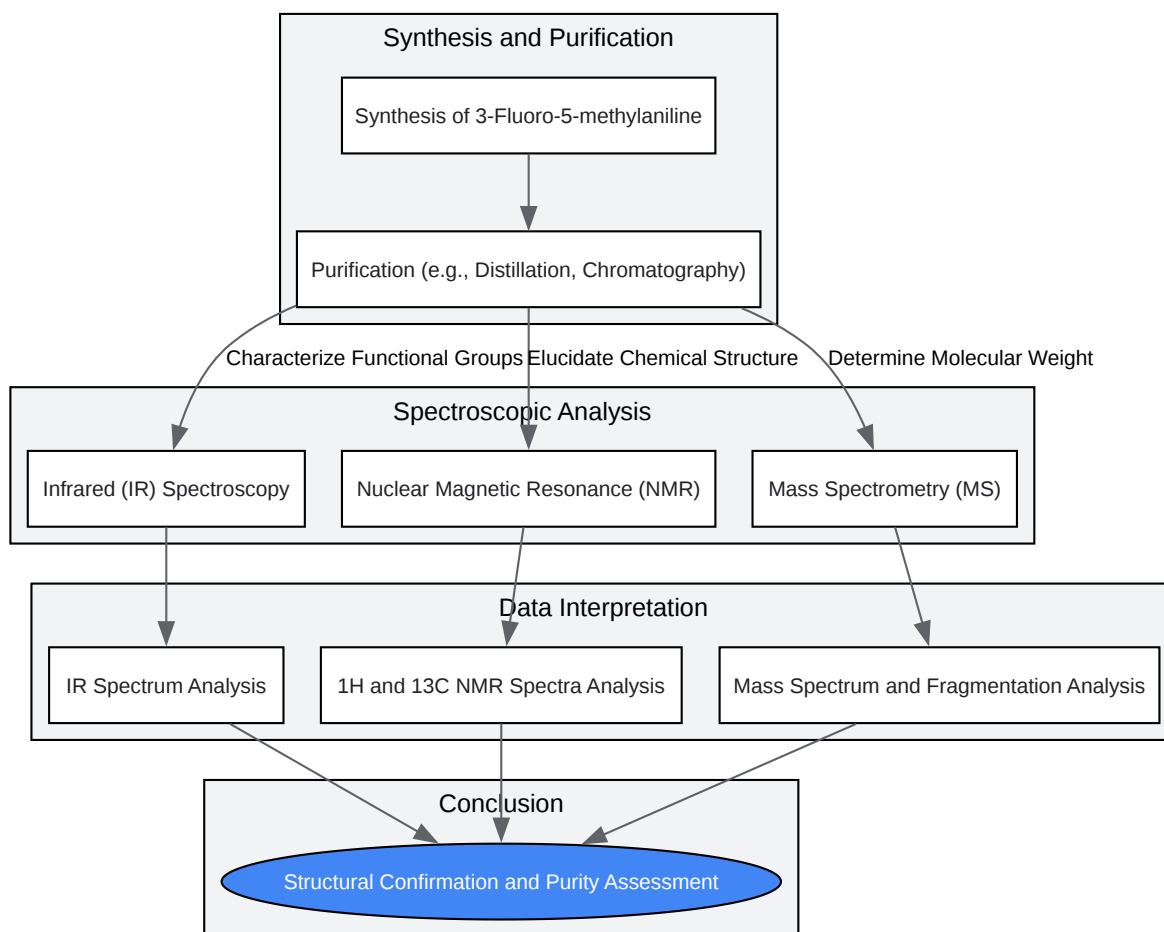 Synthesis and Purification
Synthesis of 3-Fluoro-5-methylaniline
Purification (e.g., Distillation, Chromatography)
Characterize Functional Groups
Elucidate Chemical Structure
Determine Molecular Weight
Spectroscopic Analysis
Infrared (IR) Spectroscopy
Nuclear Magnetic Resonance (NMR)
Mass Spectrometry (MS)
Data Interpretation
IR Spectrum Analysis
1H and 13C NMR Spectra Analysis
Mass Spectrum and Fragmentation Analysis
Conclusion
Structural Confirmation and Purity Assessment